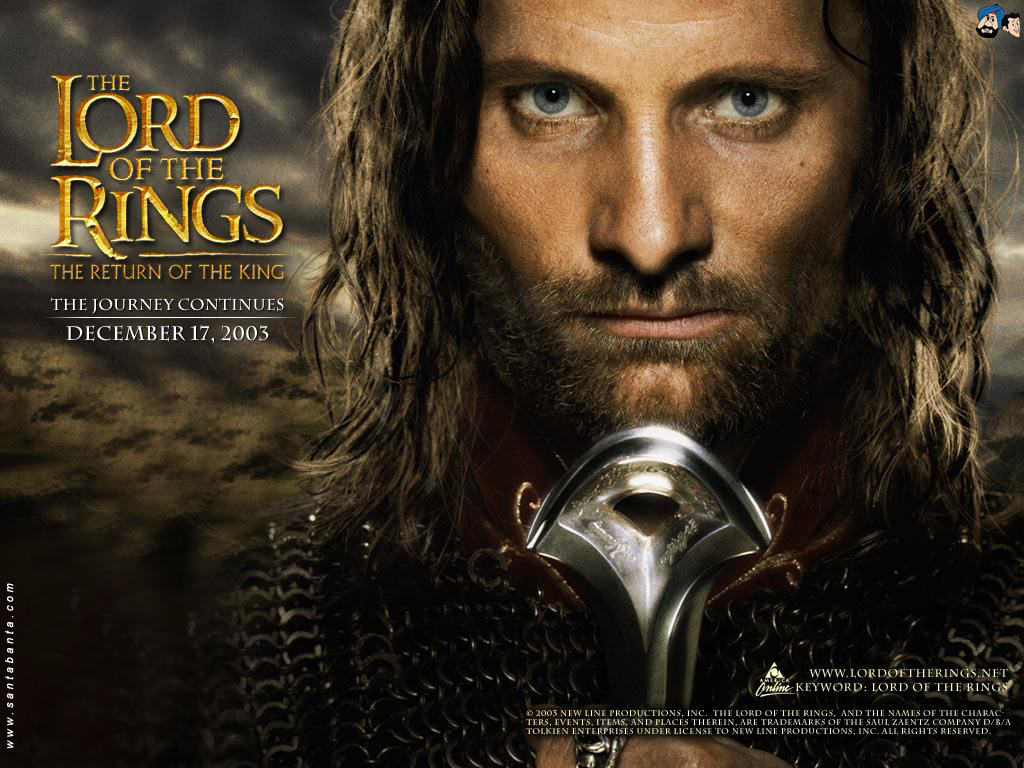 THE
LORD
OF THE
RINGS
THE RETURN OF THE KING
THE JOURNEY CONTINUES
DECEMBER 17, 2003
www.santabanta.com
AMERICA
Online
WWW.LORDOFTHERINGS.NET
KEYWORD: LORD OF THE RINGS
© 2003 NEW LINE PRODUCTIONS, INC. THE LORD OF THE RINGS, AND THE NAMES OF THE CHARAC-
TERS, EVENTS, ITEMS, AND PLACES THEREIN, ARE TRADEMARKS OF THE SAUL ZAENTZ COMPANY D/B/A
TOLKIEN ENTERPRISES UNDER LICENSE TO NEW LINE PRODUCTIONS, INC. ALL RIGHTS RESERVED.